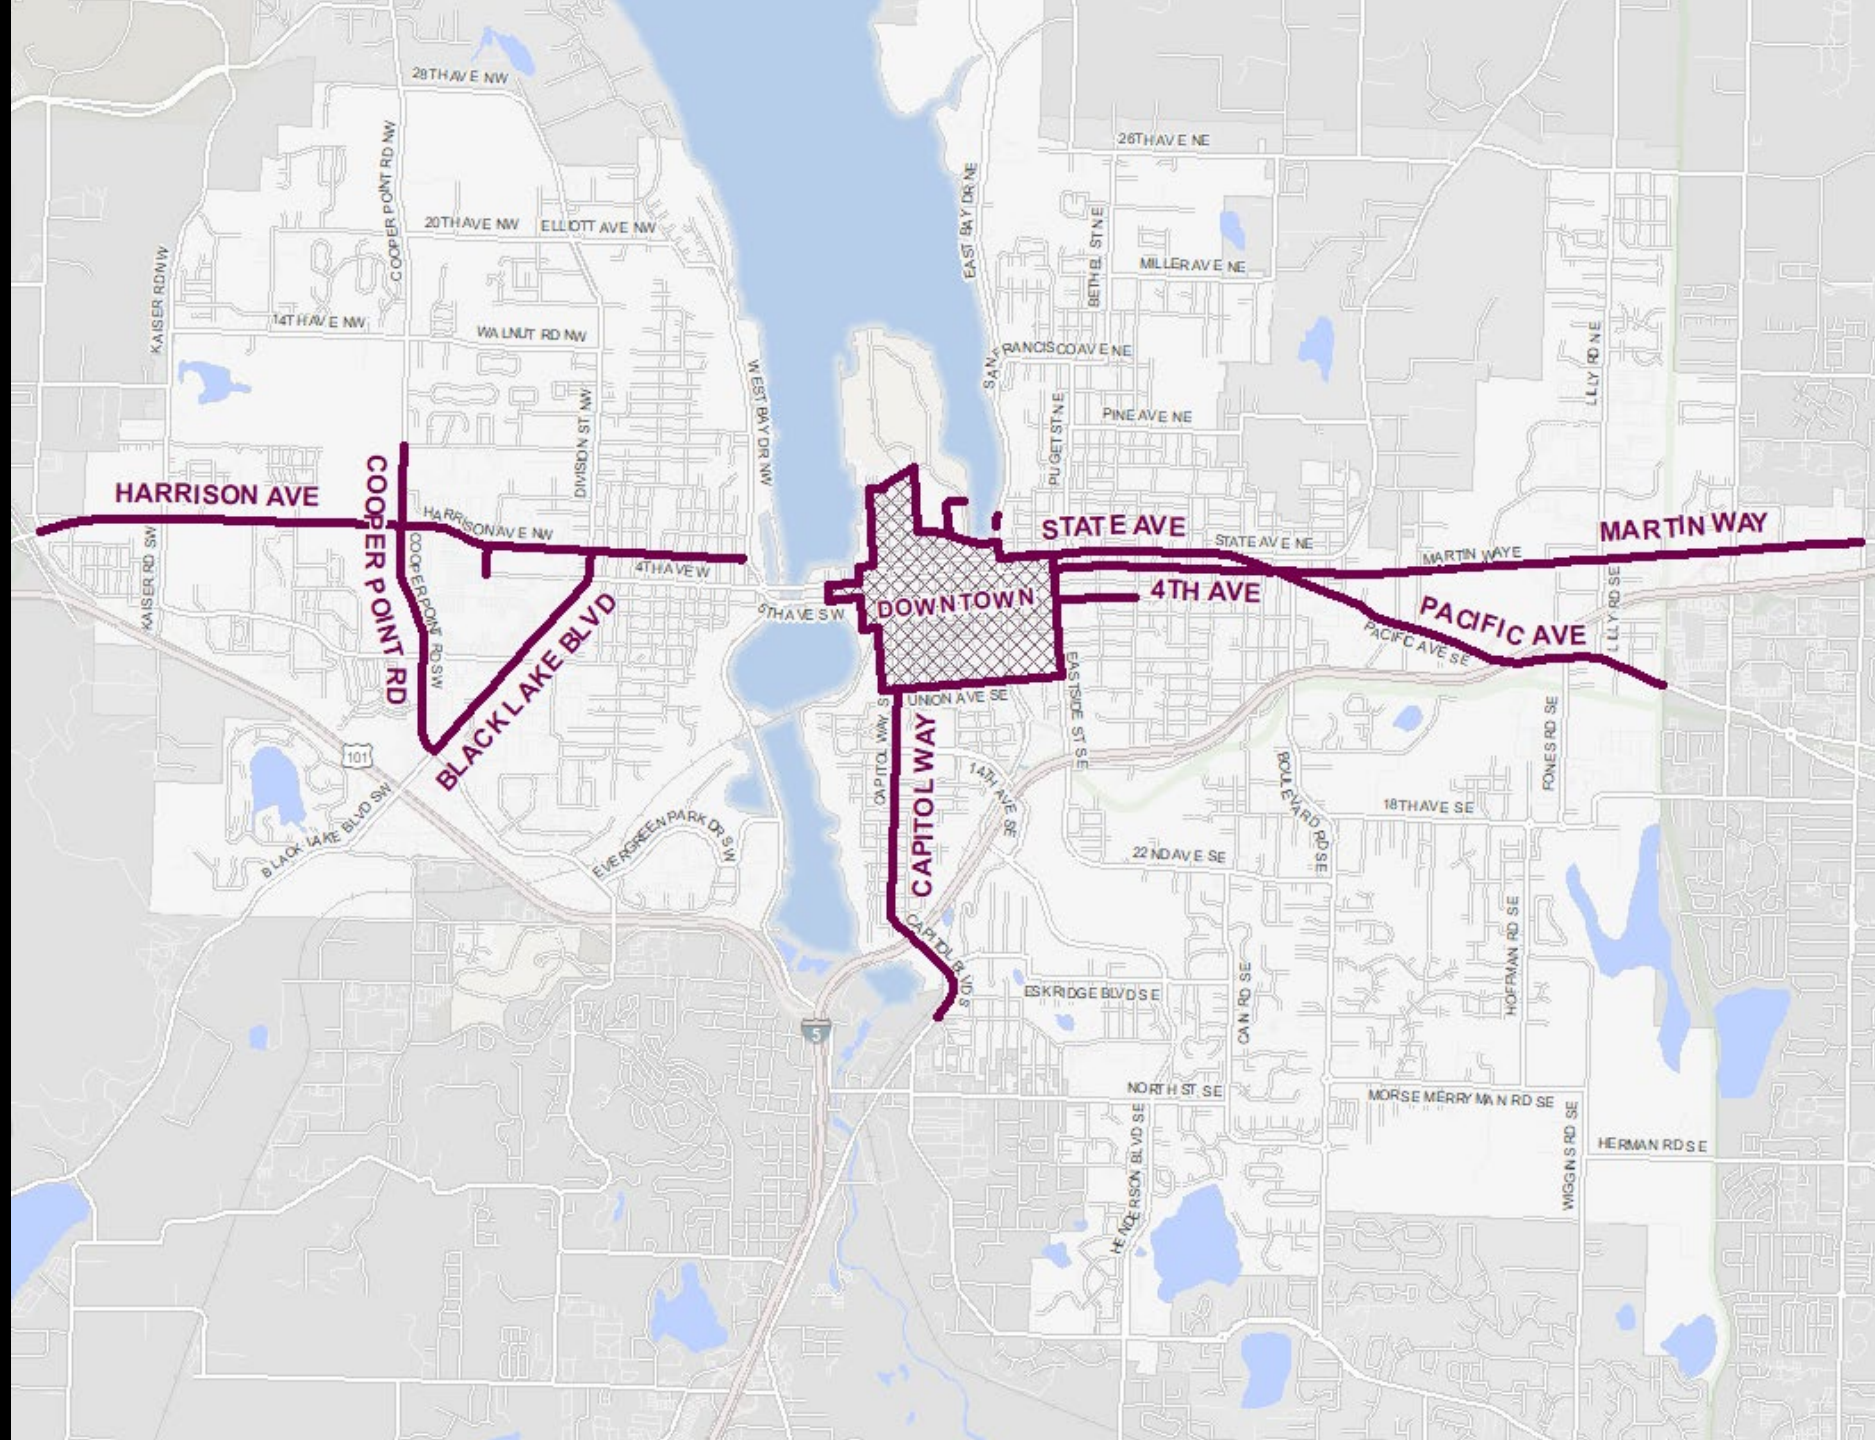 28TH AVE NW
COOPER POINT RD NW
26TH AVE NE
EAST BAY DR NE
20TH AVE NW
ELLIOTT AVE NW
BETHEL ST NE
MILLER AVE NE
KAISER RD NW
14TH AVE NW
WALNUT RD NW
SAN FRANCISCO AVE NE
LILLY RD NE
WEST BAY DR NW
DIVISION ST NW
PUGET ST NE
PINE AVE NE
HARRISON AVE
COOPER POINT RD
HARRISON AVE NW
STATE AVE
STATE AVE NE
MARTIN WAY
MARTIN WAY E
KAISER RD SW
COOPER POINT RD SW
4TH AVE W
5TH AVE SW
DOWNTOWN
4TH AVE
PACIFIC AVE
PACIFIC AVE SE
LILLY RD SE
BLACK LAKE BLVD
EASTSIDE ST SE
UNION AVE SE
CAPITOL WAY S
CAPITOL WAY
101
BLACK LAKE BLVD SW
EVERGREEN PARK DR SW
14TH AVE SE
BOULEVARD RD SE
FONES RD SE
18TH AVE SE
22ND AVE SE
CAPITOL BLVD S
HOFFMAN RD SE
ESKRIDGE BLVD SE
CAIN RD SE
5
NORTH ST SE
MORSE MERRYMAN RD SE
HENDERSON BLVD SE
WIGGINS RD SE
HERMAN RD SE